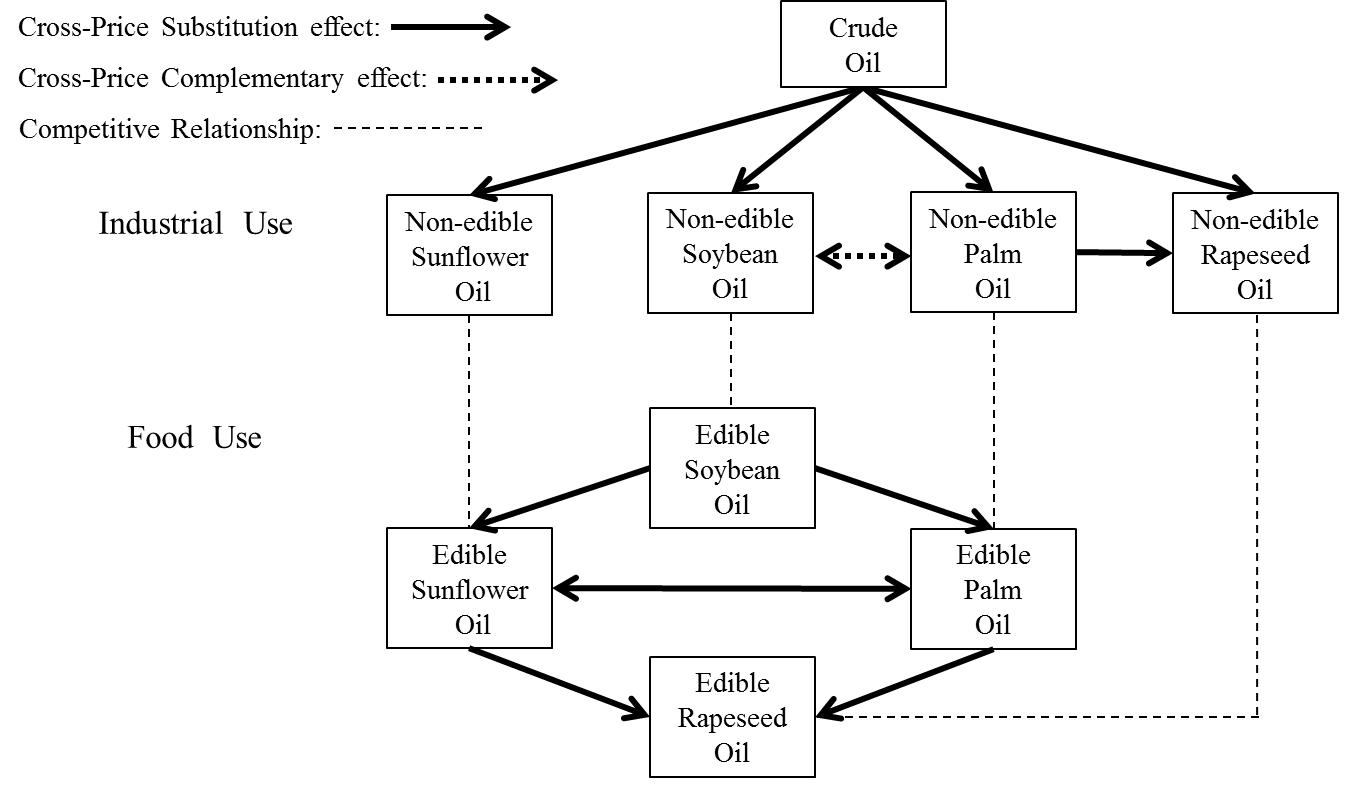 Cross-Price Substitution effect:
Cross-Price Complementary effect:
Competitive Relationship:
Crude
Oil
Industrial Use
Non-edible
Sunflower
Oil
Non-edible
Soybean
Oil
Non-edible
Palm
Oil
Non-edible
Rapeseed
Oil
Food Use
Edible
Soybean
Oil
Edible
Sunflower
Oil
Edible
Palm
Oil
Edible
Rapeseed
Oil